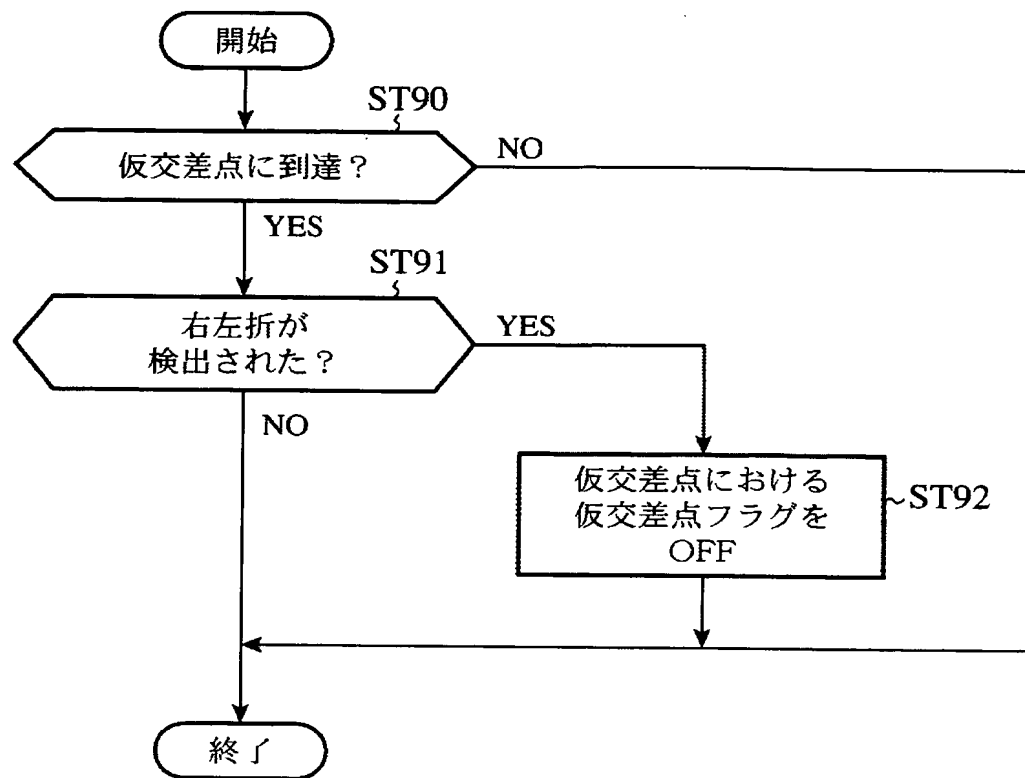 開始
ST90
仮交差点に到達？
NO
YES
ST91
右左折が
検出された？
YES
NO
仮交差点における
仮交差点フラグを
OFF
ST92
終了